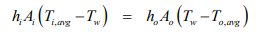 h_i A_i (T_{i,avg} − T_w) = h_o A_o (T_w − T_{o,avg})